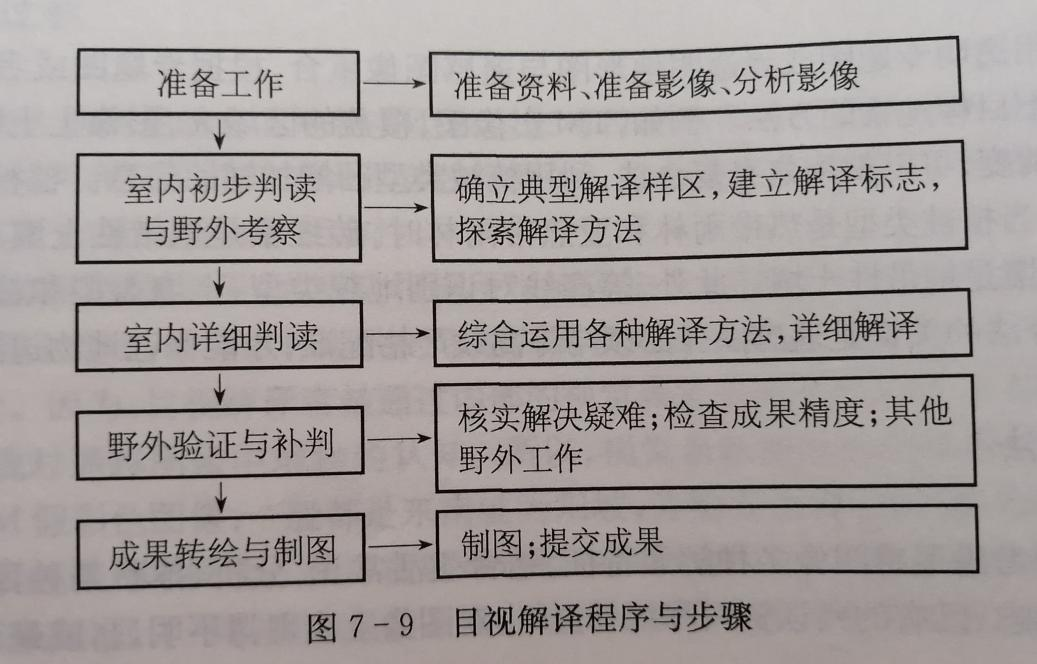 准备工作
准备资料、准备影像、分析影像
室内初步判读
与野外考察
确立典型解译样区，建立解译标志，
探索解译方法
室内详细判读
综合运用各种解译方法，详细解译
野外验证与补判
核实解决疑难；检查成果精度；其他
野外工作
成果转绘与制图
制图；提交成果
图 7-9 目视解译程序与步骤